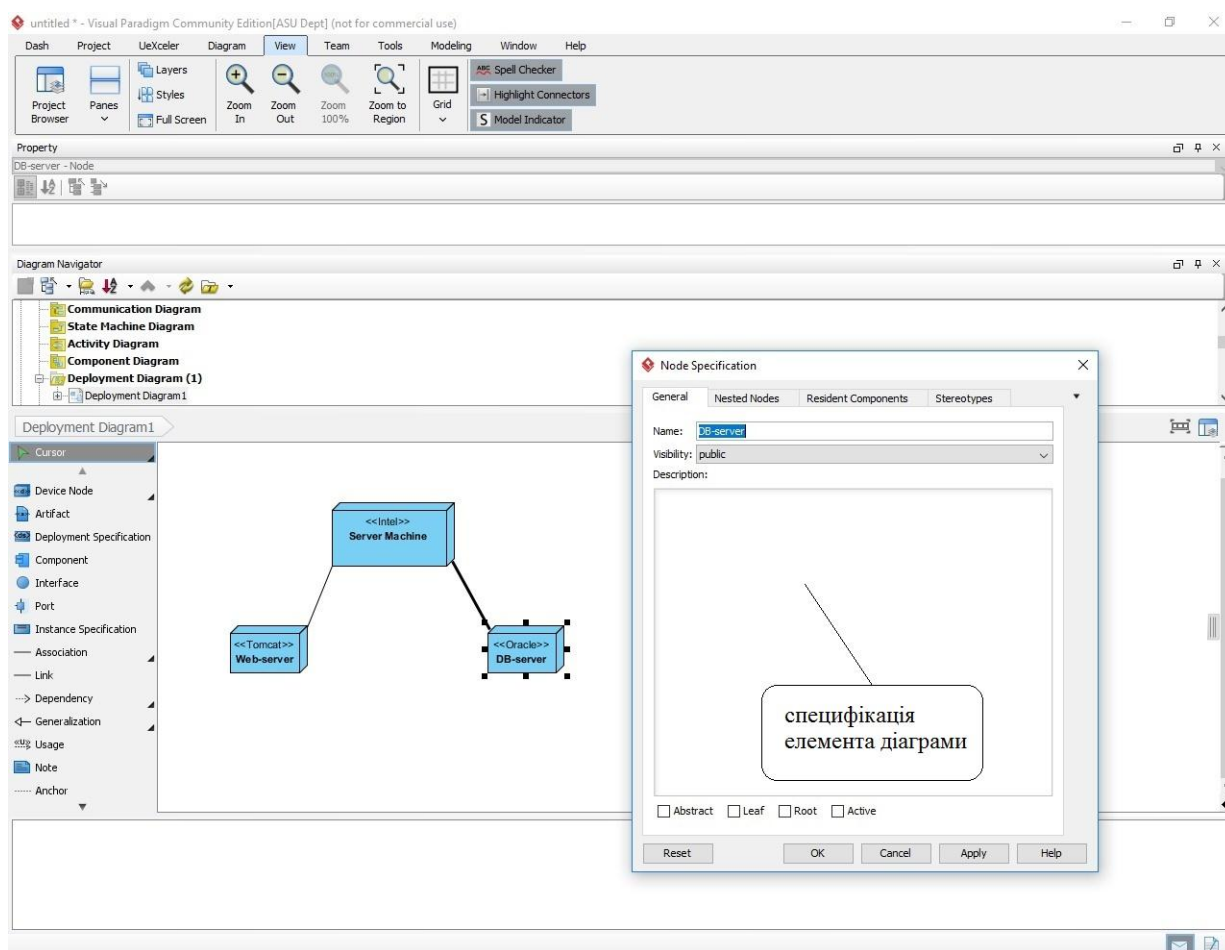 untitled * - Visual Paradigm Community Edition[ASU Dept] (not for commercial use)
Dash Project UeXceler Diagram View Team Tools Modeling Window Help
Project Browser
Panes
Layers
Styles
Full Screen
Zoom In
Zoom Out
Zoom 100%
Zoom to Region
Grid
ABC Spell Checker
Highlight Connectors
S Model Indicator
Property
DB-server - Node
Diagram Navigator
Communication Diagram
State Machine Diagram
Activity Diagram
Component Diagram
Deployment Diagram (1)
Deployment Diagram1
Deployment Diagram1
Cursor
Device Node
Artifact
Deployment Specification
Component
Interface
Port
Instance Specification
Association
Link
Dependency
Generalization
Usage
Note
Anchor
<<Intel>>
Server Machine
<<Tomcat>>
Web-server
<<Oracle>>
DB-server
Node Specification
General Nested Nodes Resident Components Stereotypes
Name: DB-server
Visibility: public
Description:
специфікація
елемента діаграми
Abstract Leaf Root Active
Reset OK Cancel Apply Help